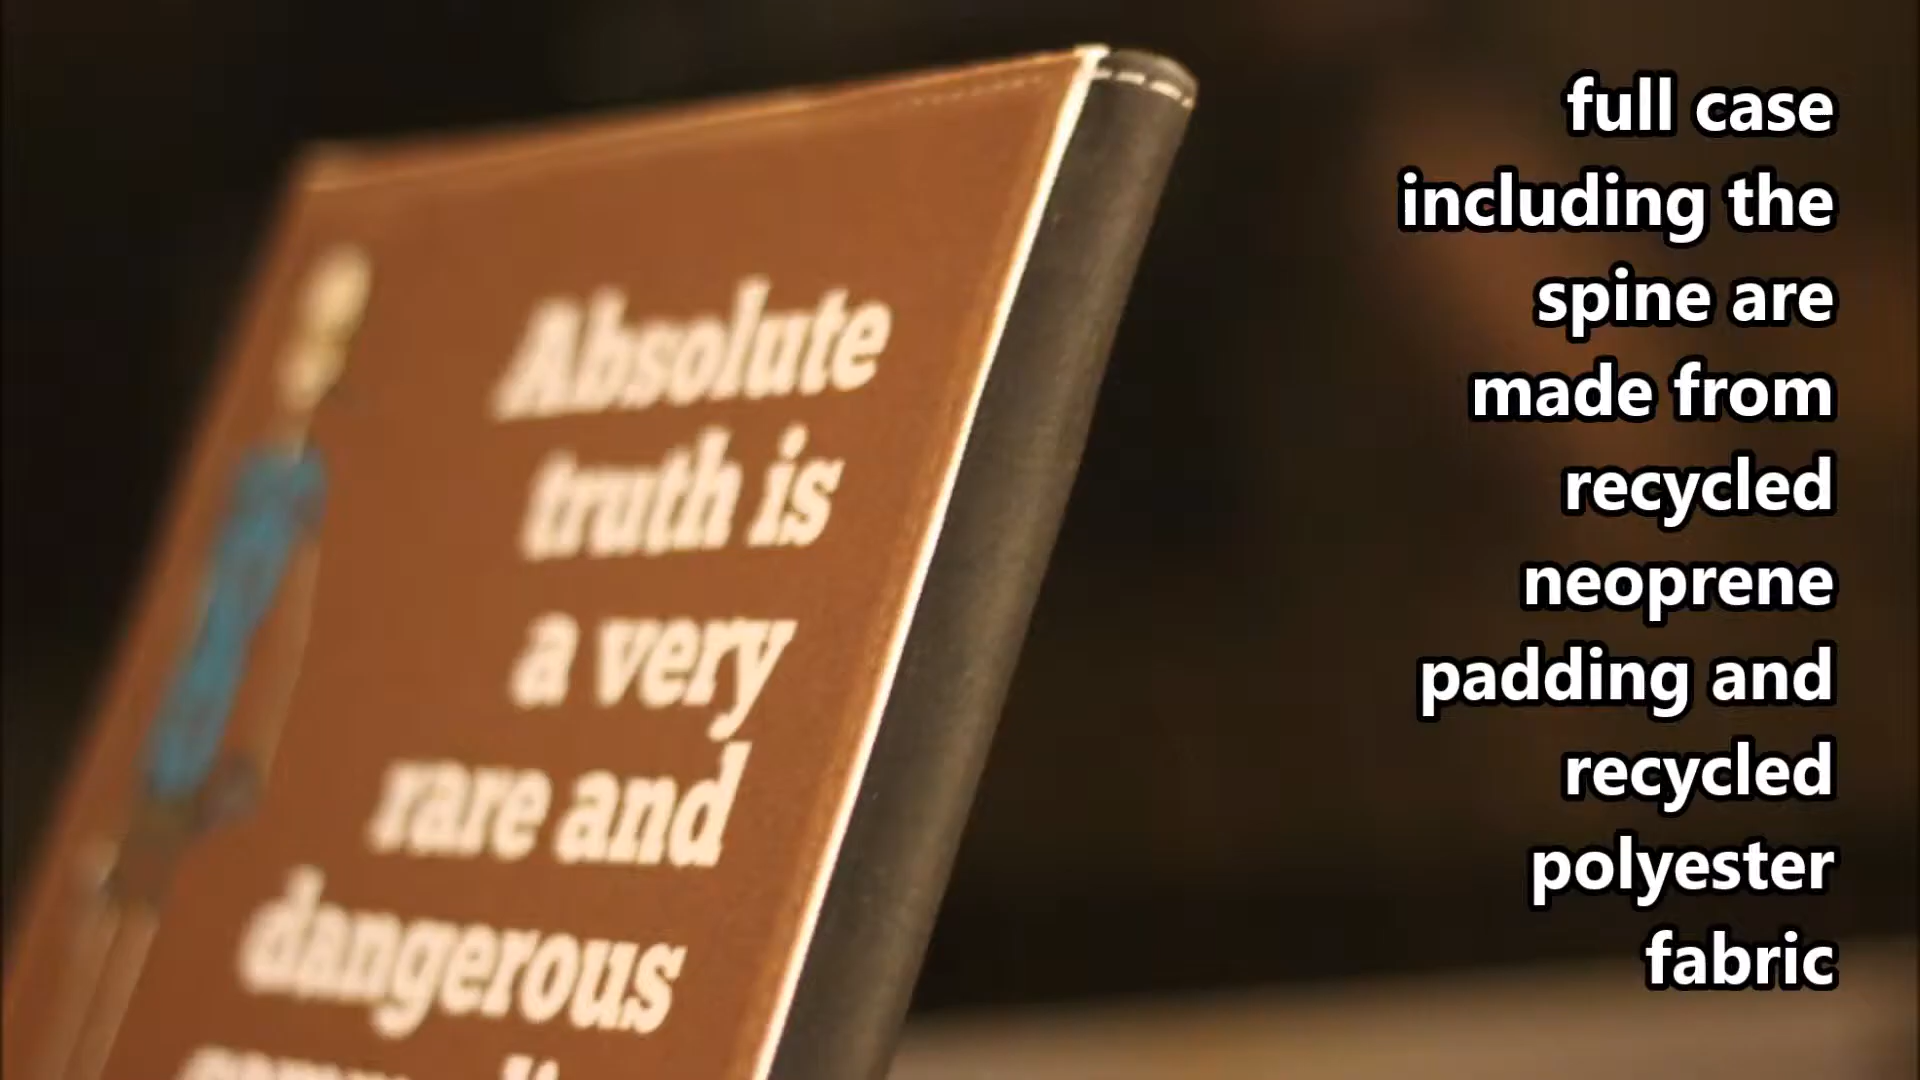 Absolute
truth is
a very
rare and
dangerous
full case
including the
spine are
made from
recycled
neoprene
padding and
recycled
polyester
fabric